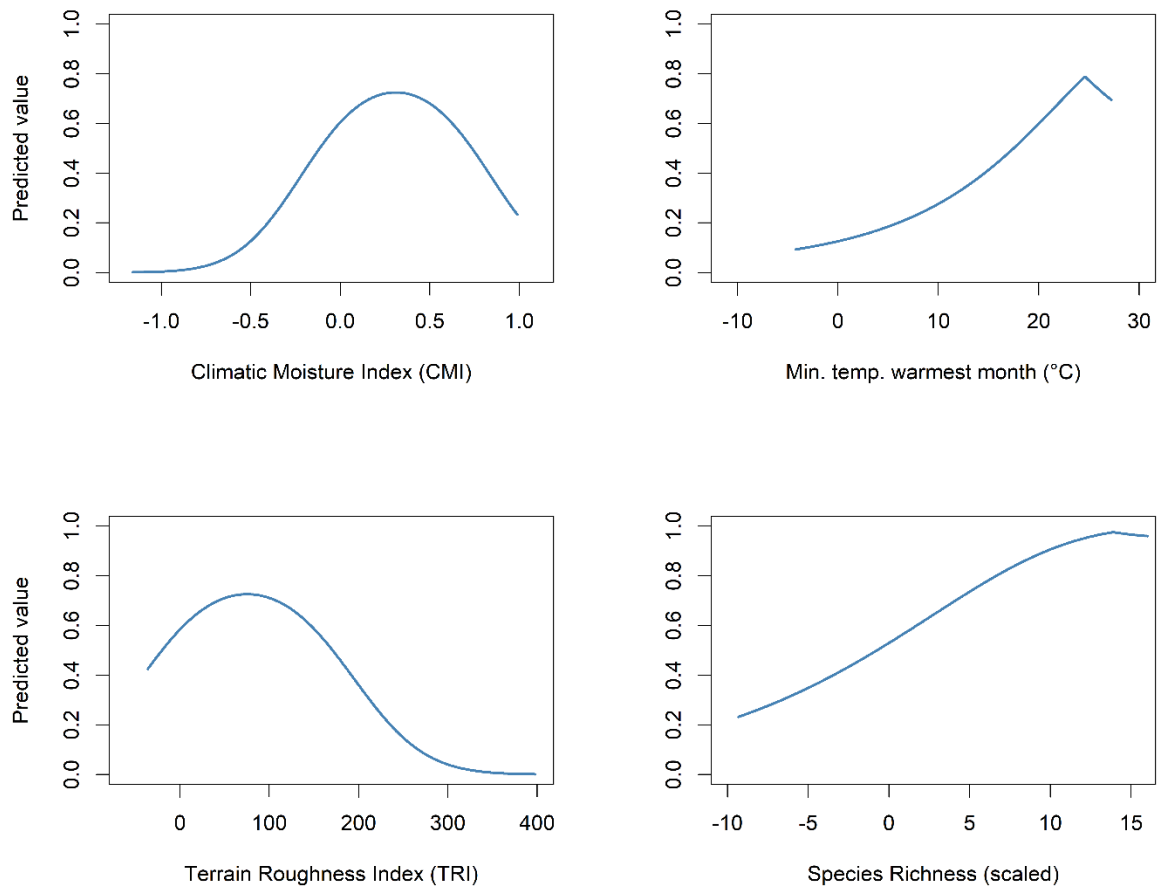 Predicted value
1.0
0.8
0.6
0.4
0.2
0.0
-1.0 -0.5 0.0 0.5 1.0
Climatic Moisture Index (CMI)
1.0
0.8
0.6
0.4
0.2
0.0
-10 0 10 20 30
Min. temp. warmest month (°C)
Predicted value
1.0
0.8
0.6
0.4
0.2
0.0
0 100 200 300 400
Terrain Roughness Index (TRI)
1.0
0.8
0.6
0.4
0.2
0.0
-10 -5 0 5 10 15
Species Richness (scaled)